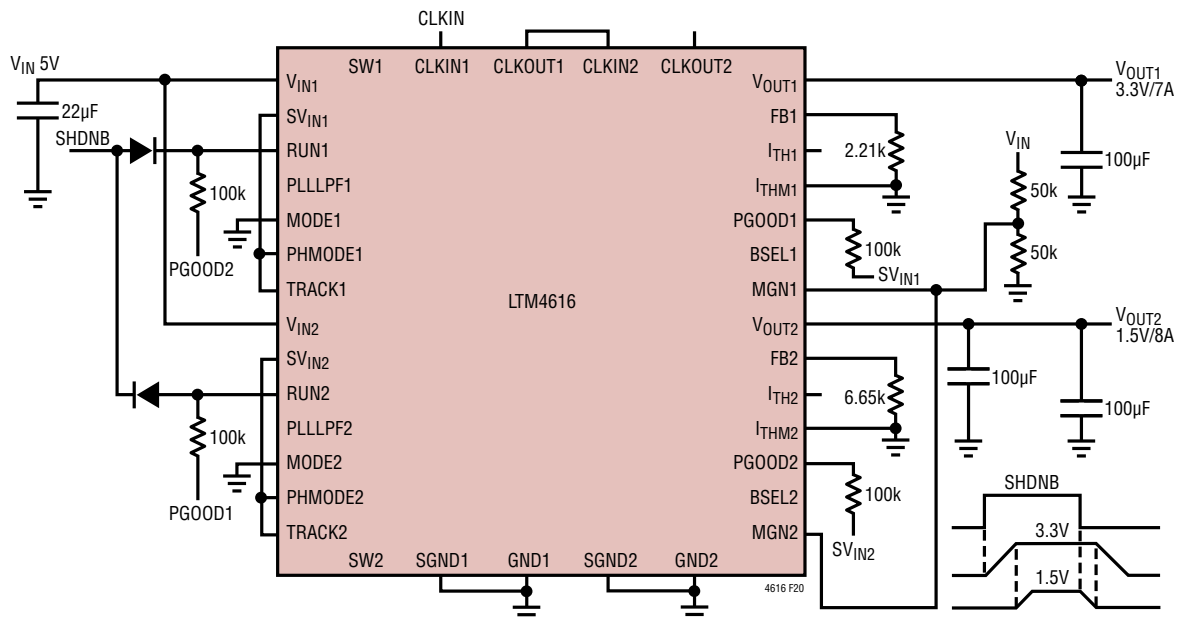 CLKIN
V_IN 5V
22µF
SHDNB
100k
PGOOD2
100k
PGOOD1
SW1 CLKIN1 CLKOUT1 CLKIN2 CLKOUT2
V_IN1
SV_IN1
RUN1
PLLLPF1
MODE1
PHMODE1
TRACK1
V_IN2
SV_IN2
RUN2
PLLLPF2
MODE2
PHMODE2
TRACK2
LTM4616
SW2 SGND1 GND1 SGND2 GND2
V_OUT1
FB1
I_TH1
I_THM1
PGOOD1
BSEL1
MGN1
V_OUT2
FB2
I_TH2
I_THM2
PGOOD2
BSEL2
MGN2
4616 F20
V_OUT1
3.3V/7A
2.21k
100k
SV_IN1
V_IN
50k
50k
100µF
V_OUT2
1.5V/8A
6.65k
100k
SV_IN2
100µF
100µF
SHDNB
3.3V
1.5V